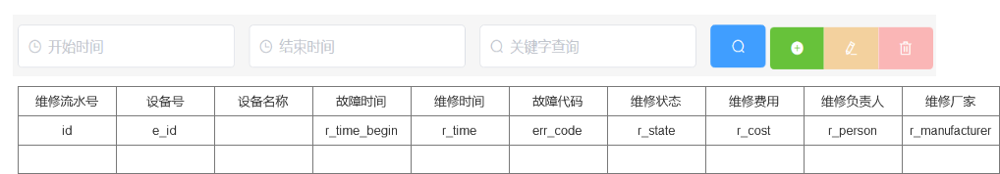 开始时间 结束时间 关键字查询
维修流水号 设备号 设备名称 故障时间 维修时间 故障代码 维修状态 维修费用 维修负责人 维修厂家
id e_id r_time_begin r_time err_code r_state r_cost r_person r_manufacturer